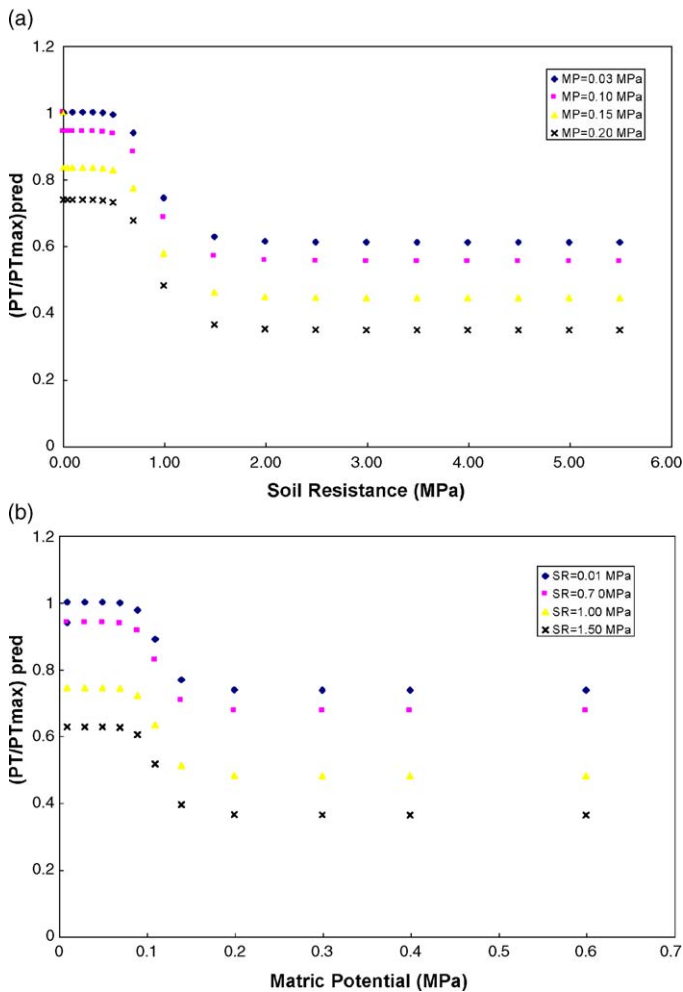 (a)
1.2
MP=0.03 MPa
MP=0.10 MPa
MP=0.15 MPa
MP=0.20 MPa
1
0.8
0.6
0.4
0.2
0
(PT/PTmax)pred
0.00 1.00 2.00 3.00 4.00 5.00 6.00
Soil Resistance (MPa)
(b)
1.2
SR=0.01 MPa
SR=0.7 0MPa
SR=1.00 MPa
SR=1.50 MPa
1
0.8
0.6
0.4
0.2
0
(PT/PTmax) pred
0 0.1 0.2 0.3 0.4 0.5 0.6 0.7
Matric Potential (MPa)